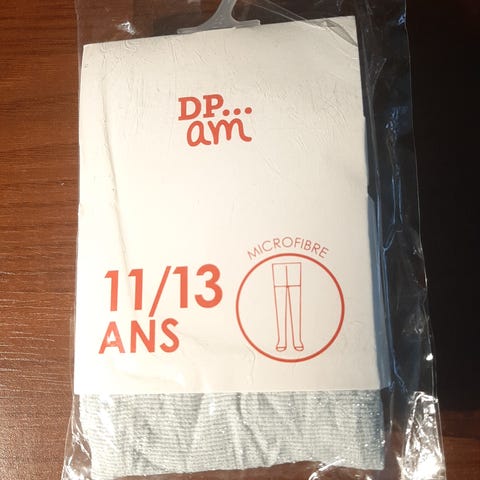 DP...
am
MICROFIBRE
11/13
ANS